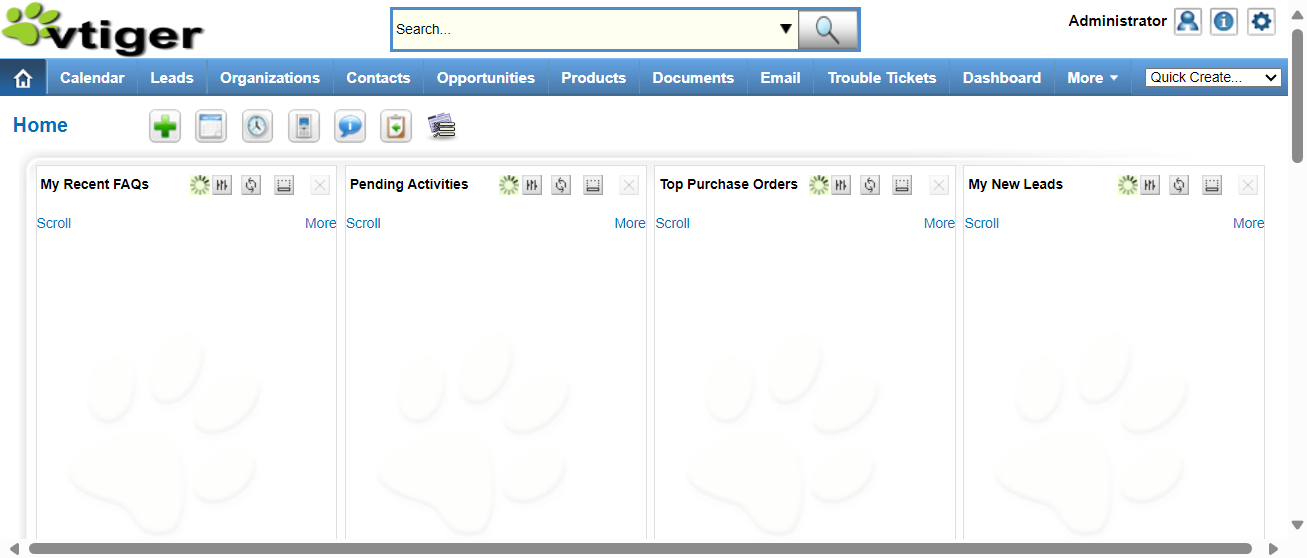 vtiger
Search...
Administrator
Calendar Leads Organizations Contacts Opportunities Products Documents Email Trouble Tickets Dashboard More Quick Create...
Home
My Recent FAQs
Scroll More
Pending Activities
Scroll More
Top Purchase Orders
Scroll More
My New Leads
Scroll More